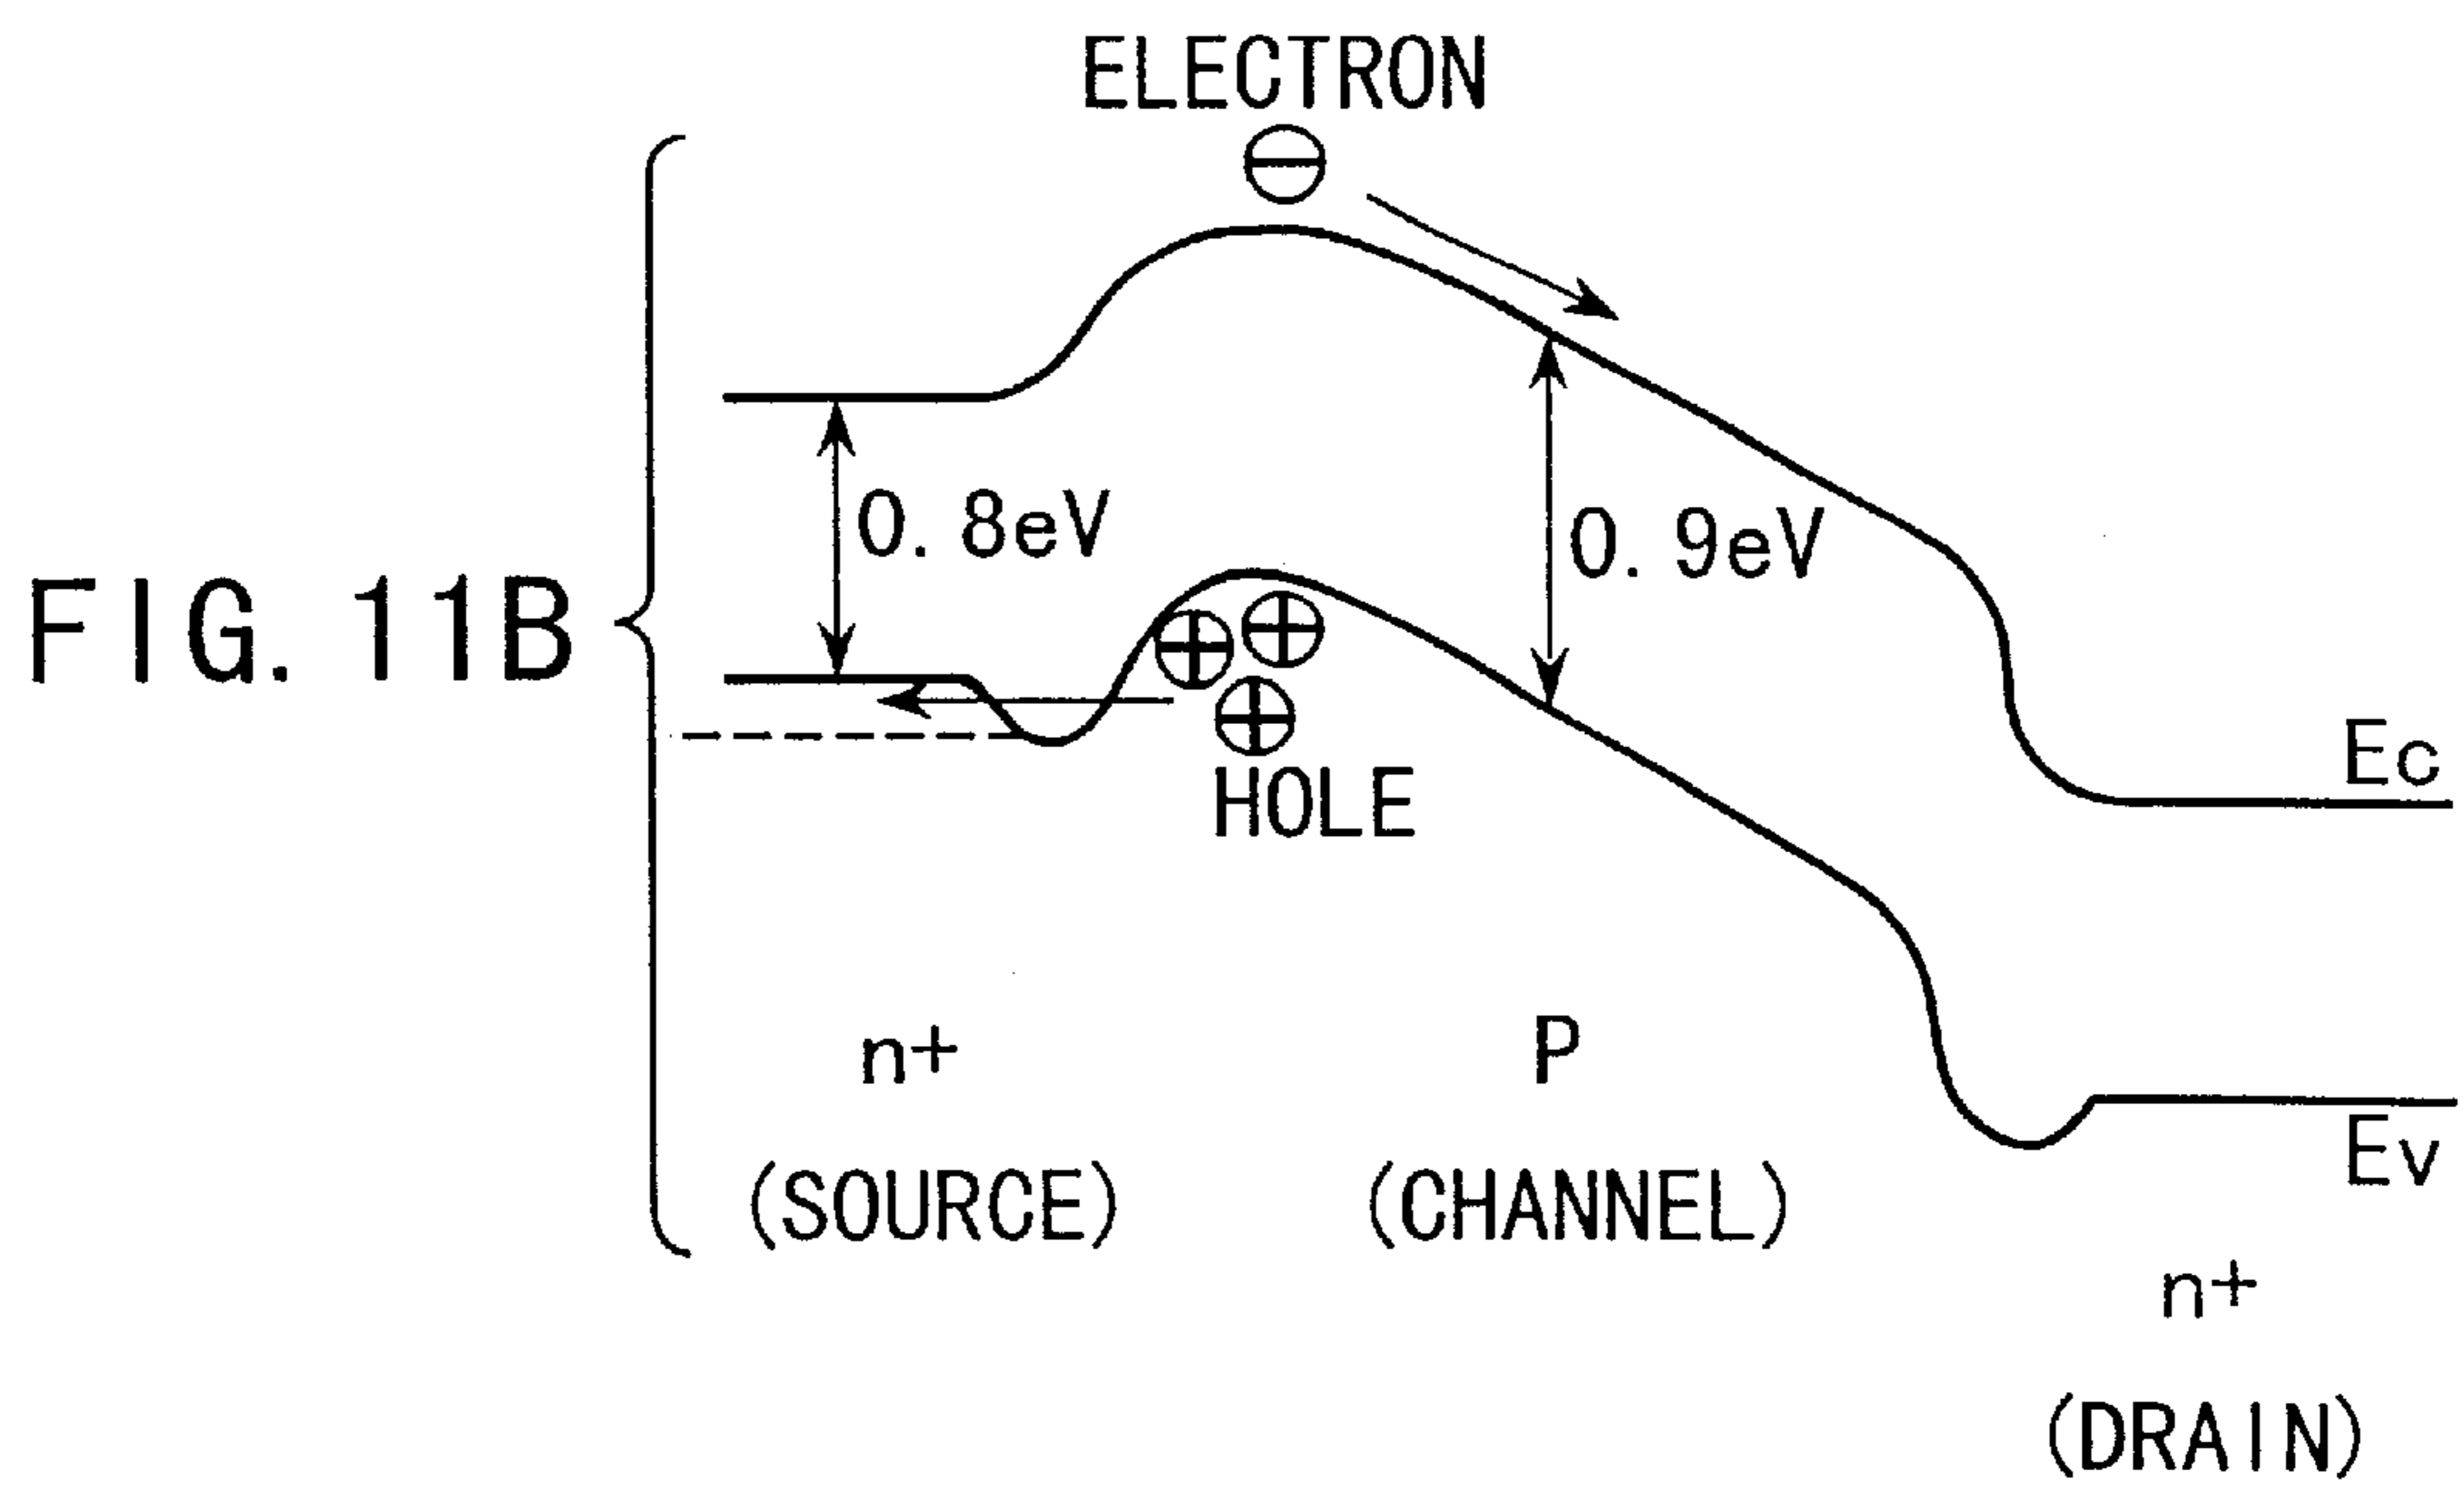 ELECTRON
0.8eV
0.9eV
FIG. 11B
HOLE
Ec
n+
P
Ev
(SOURCE)
(CHANNEL)
n+
(DRAIN)